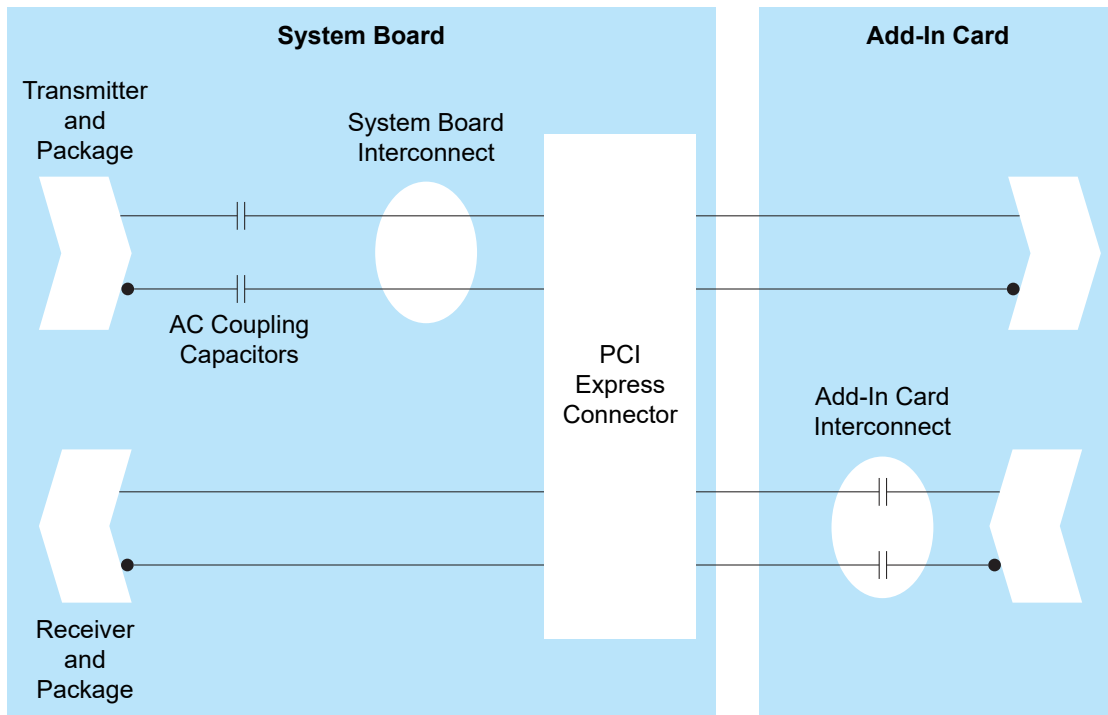 System Board
Add-In Card
Transmitter
and
Package
System Board
Interconnect
AC Coupling
Capacitors
PCI
Express
Connector
Add-In Card
Interconnect
Receiver
and
Package